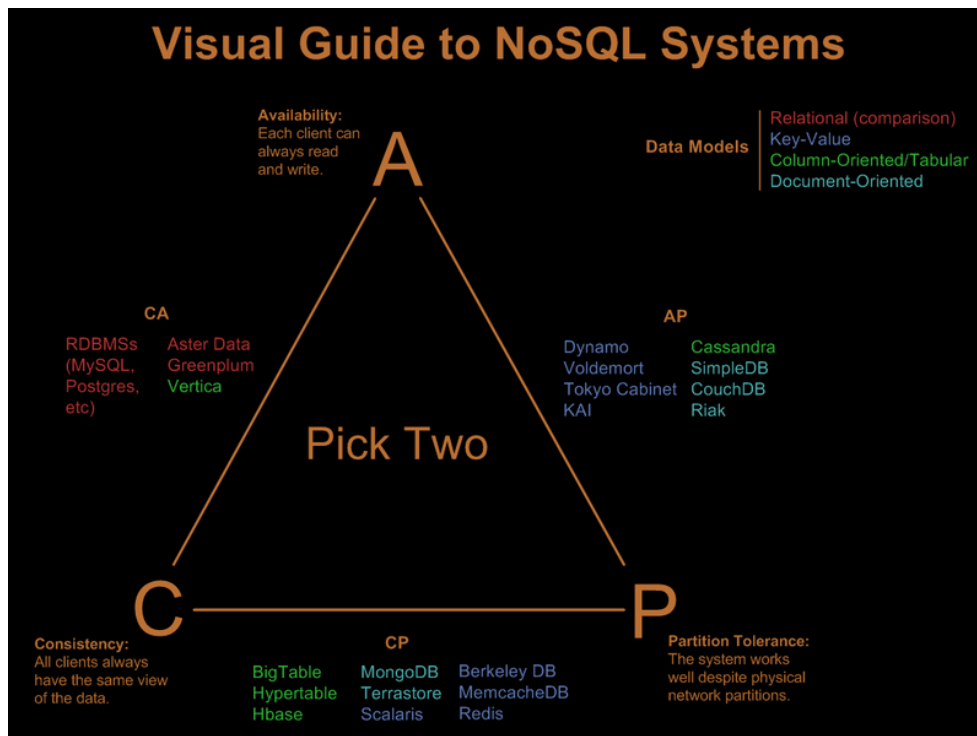 Visual Guide to NoSQL Systems
Availability:
Each client can
always read
and write.
A
Data Models
Relational (comparison)
Key-Value
Column-Oriented/Tabular
Document-Oriented
CA
RDBMSs
(MySQL,
Postgres,
etc)
Aster Data
Greenplum
Vertica
AP
Dynamo
Voldemort
Tokyo Cabinet
KAI
Cassandra
SimpleDB
CouchDB
Riak
Pick Two
C
Consistency:
All clients always
have the same view
of the data.
CP
BigTable
Hypertable
Hbase
MongoDB
Terrastore
Scalaris
Berkeley DB
MemcacheDB
Redis
P
Partition Tolerance:
The system works
well despite physical
network partitions.